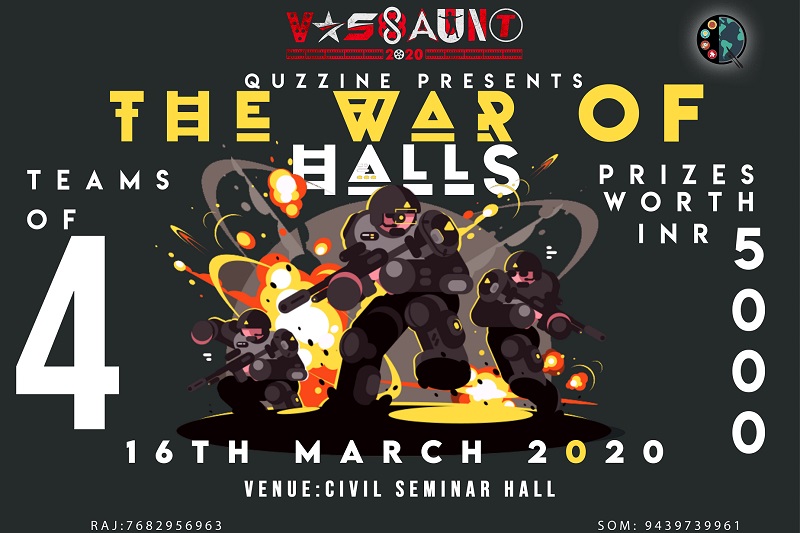 VASSAUNT
2020
QUZZINE PRESENTS
THE WAR OF
HALLS
TEAMS
OF
4
PRIZES
WORTH
INR
5000
16TH MARCH 2020
VENUE:CIVIL SEMINAR HALL
RAJ:7682956963
SOM: 9439739961